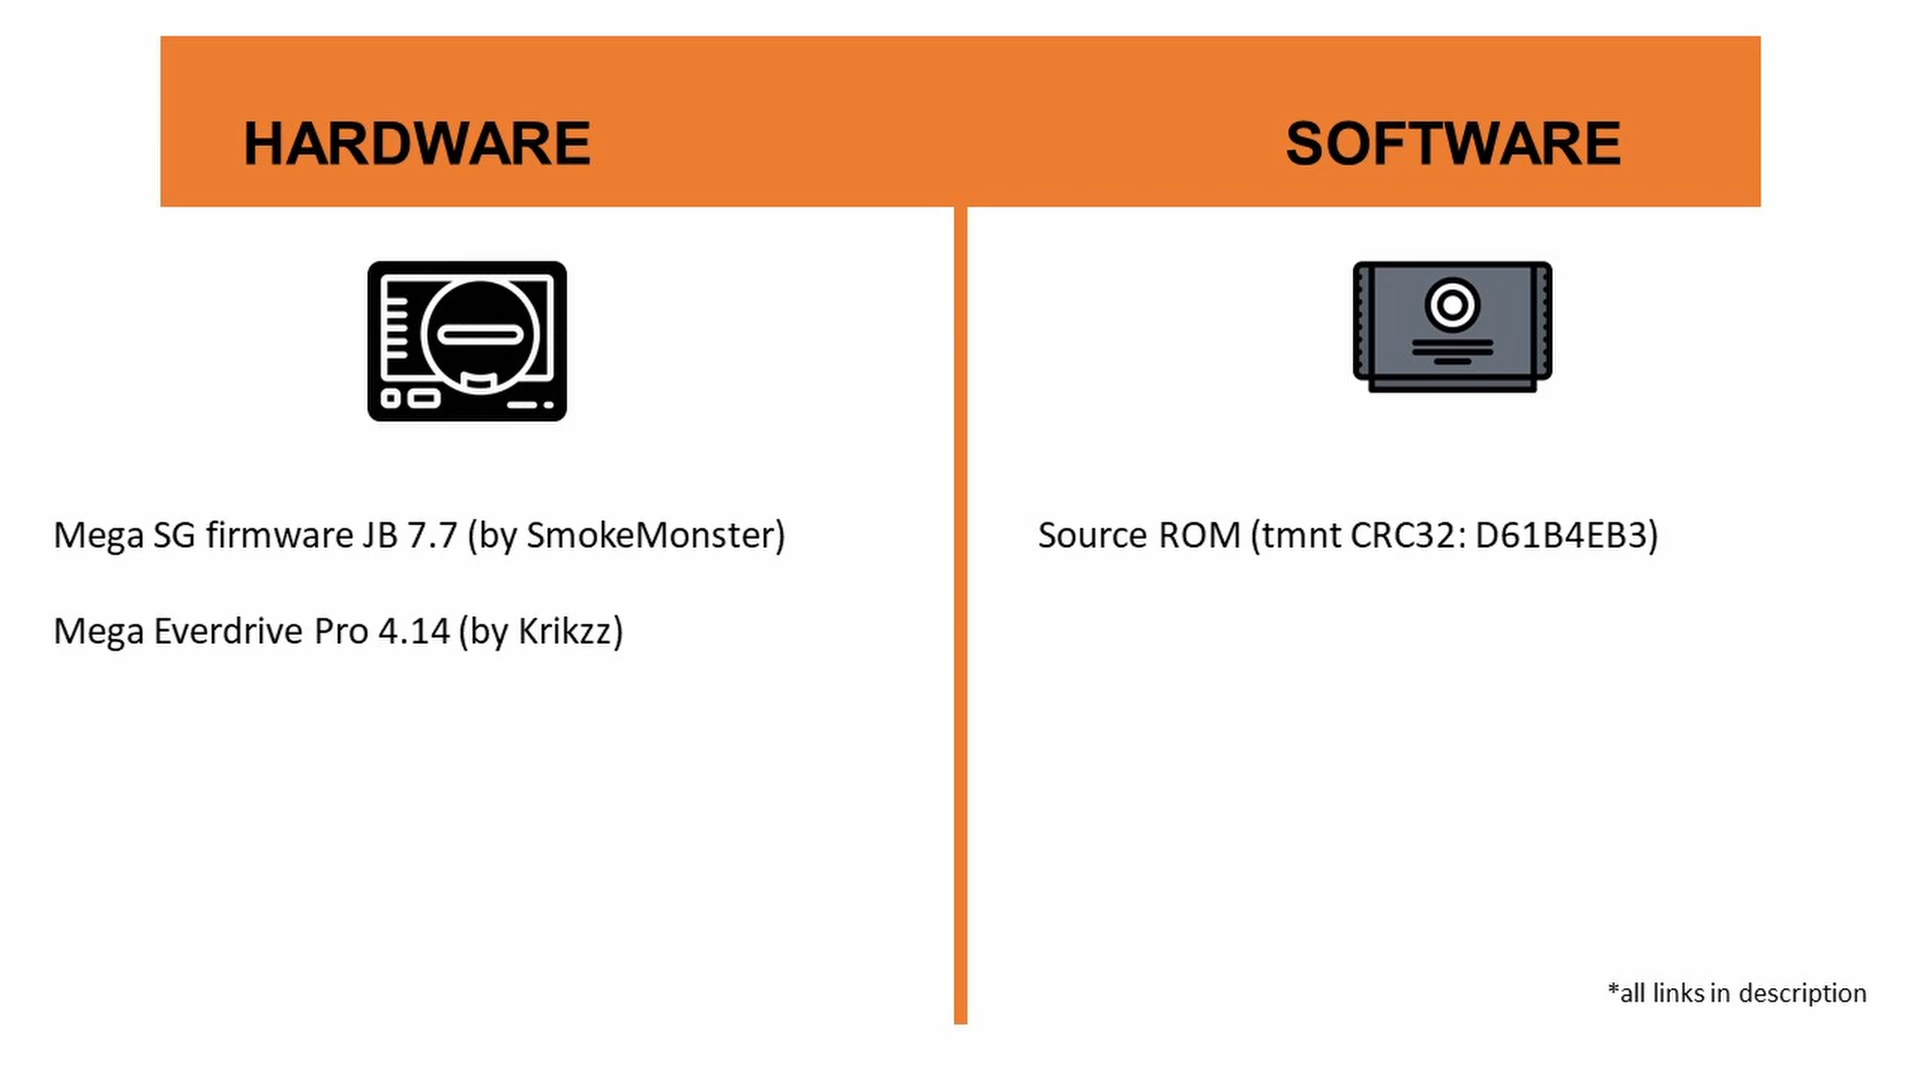 HARDWARE
SOFTWARE
Mega SG firmware JB 7.7 (by SmokeMonster)
Mega Everdrive Pro 4.14 (by Krikzz)
Source ROM (tmnt CRC32: D61B4EB3)
*all links in description